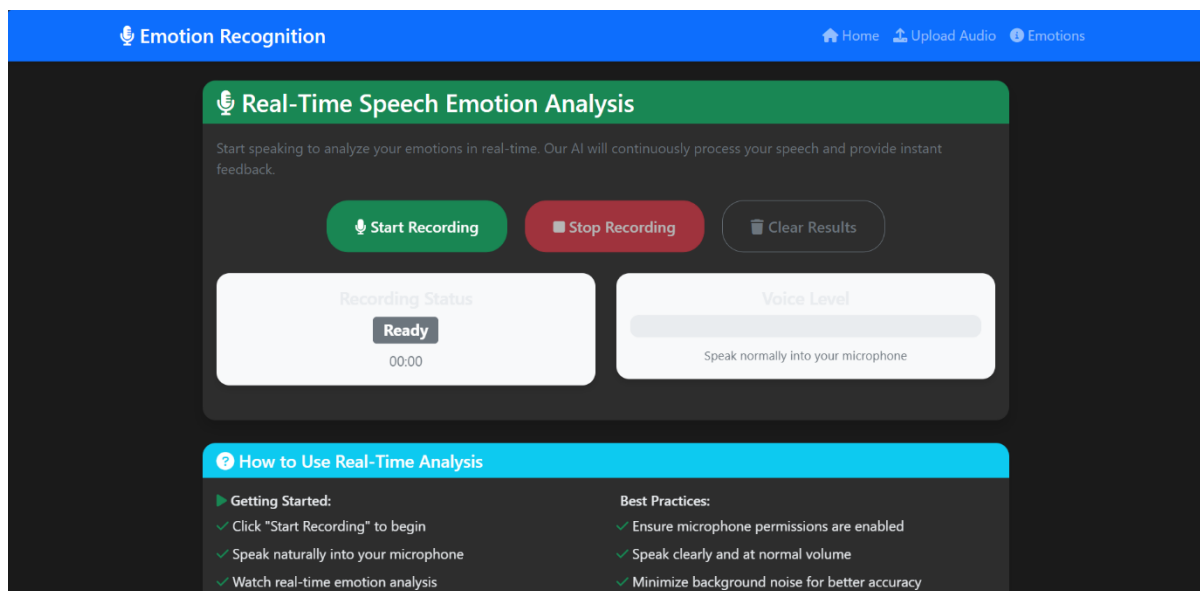 Emotion Recognition
Home Upload Audio Emotions
Real-Time Speech Emotion Analysis
Start speaking to analyze your emotions in real-time. Our AI will continuously process your speech and provide instant
feedback.
Start Recording
Stop Recording
Clear Results
Recording Status
Ready
00:00
Voice Level
Speak normally into your microphone
How to Use Real-Time Analysis
Getting Started:
Click "Start Recording" to begin
Speak naturally into your microphone
Watch real-time emotion analysis
Best Practices:
Ensure microphone permissions are enabled
Speak clearly and at normal volume
Minimize background noise for better accuracy